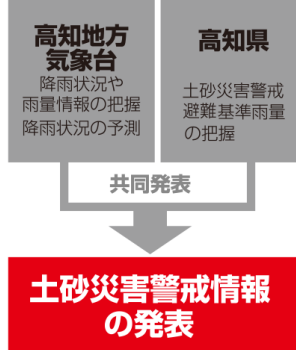 高知地方
気象台
降雨状況や
雨量情報の把握
降雨状況の予測
高知県
土砂災害警戒
避難基準雨量
の把握
共同発表
土砂災害警戒情報
の発表